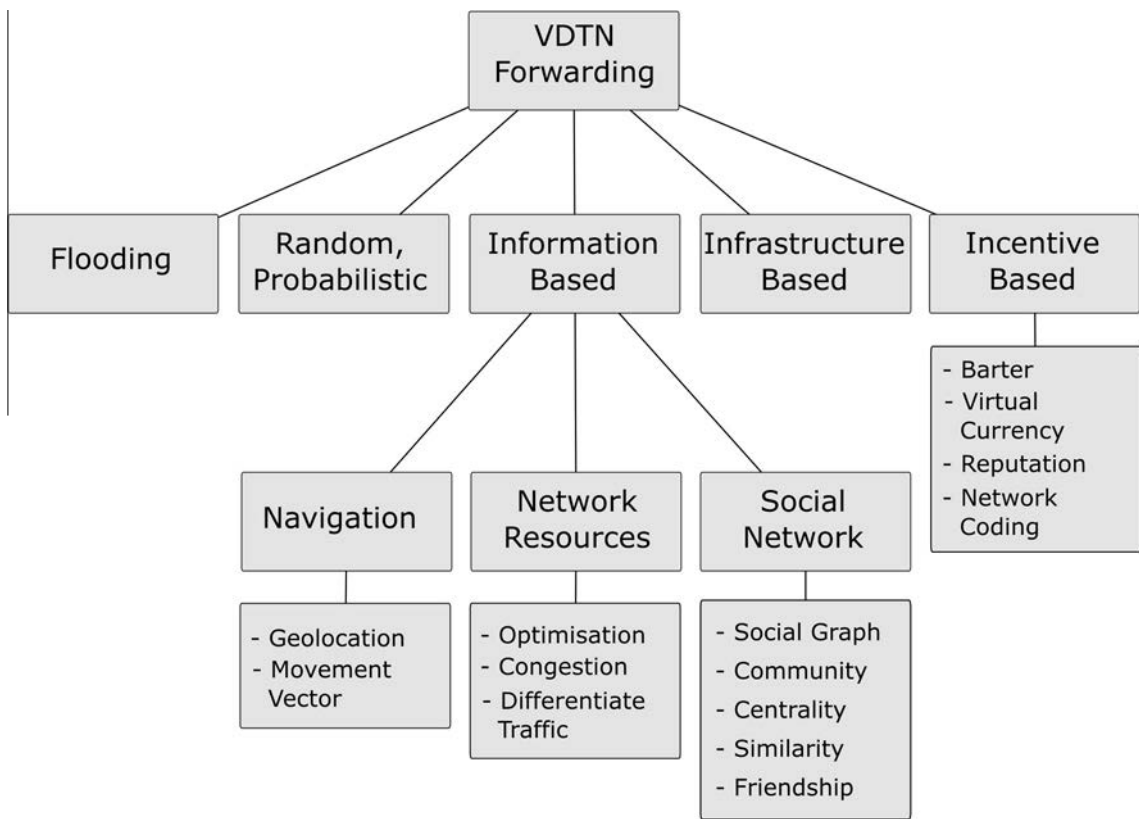 VDTN
Forwarding
Flooding
Random,
Probabilistic
Information
Based
Infrastructure
Based
Incentive
Based
- Barter
- Virtual
Currency
- Reputation
- Network
Coding
Navigation
Network
Resources
Social
Network
- Geolocation
- Movement
Vector
- Optimisation
- Congestion
- Differentiate
Traffic
- Social Graph
- Community
- Centrality
- Similarity
- Friendship